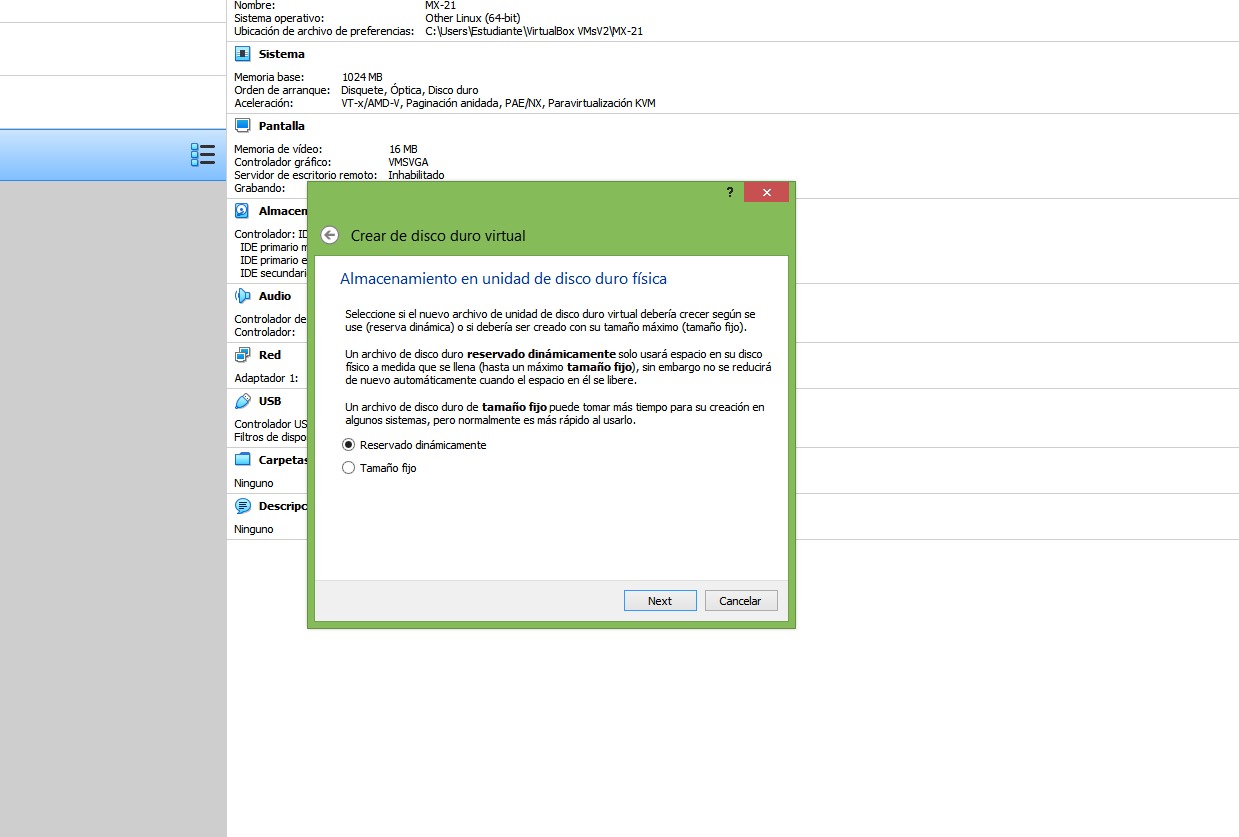 Nombre: MX-21
Sistema operativo: Other Linux (64-bit)
Ubicación de archivo de preferencias: C:\Users\Estudiante\VirtualBox VMsV2\MX-21
Sistema
Memoria base: 1024 MB
Orden de arranque: Disquete, Óptica, Disco duro
Aceleración: VT-x/AMD-V, Paginación anidada, PAE/NX, Paravirtualización KVM
Pantalla
Memoria de vídeo: 16 MB
Controlador gráfico: VMSVGA
Servidor de escritorio remoto: Inhabilitado
Grabando:
Almacen
Controlador: ID
IDE primario m
IDE primario e
IDE secundari
Audio
Controlador de
Controlador:
Red
Adaptador 1:
USB
Controlador US
Filtros de dispo
Carpetas
Ninguno
Descripc
Ninguno
?
Crear de disco duro virtual
Almacenamiento en unidad de disco duro física
Seleccione si el nuevo archivo de unidad de disco duro virtual debería crecer según se
use (reserva dinámica) o si debería ser creado con su tamaño máximo (tamaño fijo).
Un archivo de disco duro reservado dinámicamente solo usará espacio en su disco
físico a medida que se llena (hasta un máximo tamaño fijo), sin embargo no se reducirá
de nuevo automáticamente cuando el espacio en él se libere.
Un archivo de disco duro de tamaño fijo puede tomar más tiempo para su creación en
algunos sistemas, pero normalmente es más rápido al usarlo.
Reservado dinámicamente
Tamaño fijo
Next Cancelar